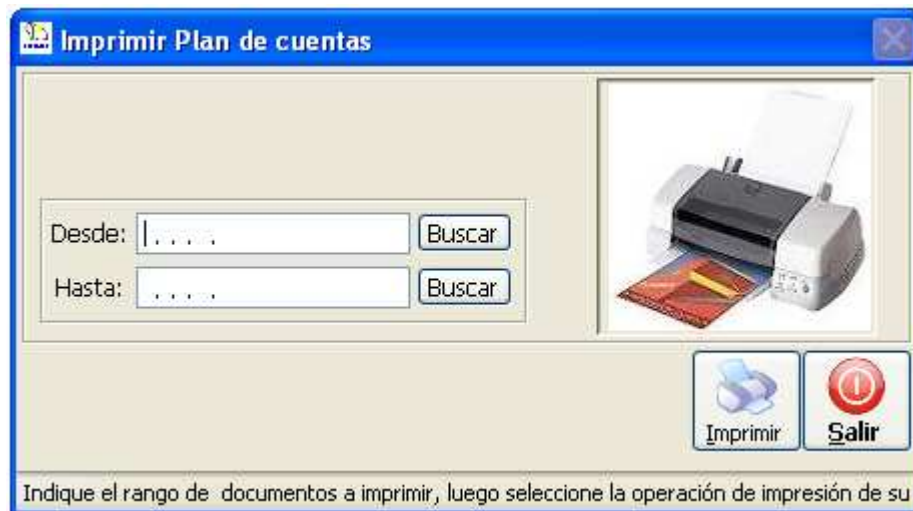 Imprimir Plan de cuentas
Desde: . . . . Buscar
Hasta: . . . . Buscar
Imprimir Salir
Indique el rango de documentos a imprimir, luego seleccione la operación de impresión de su